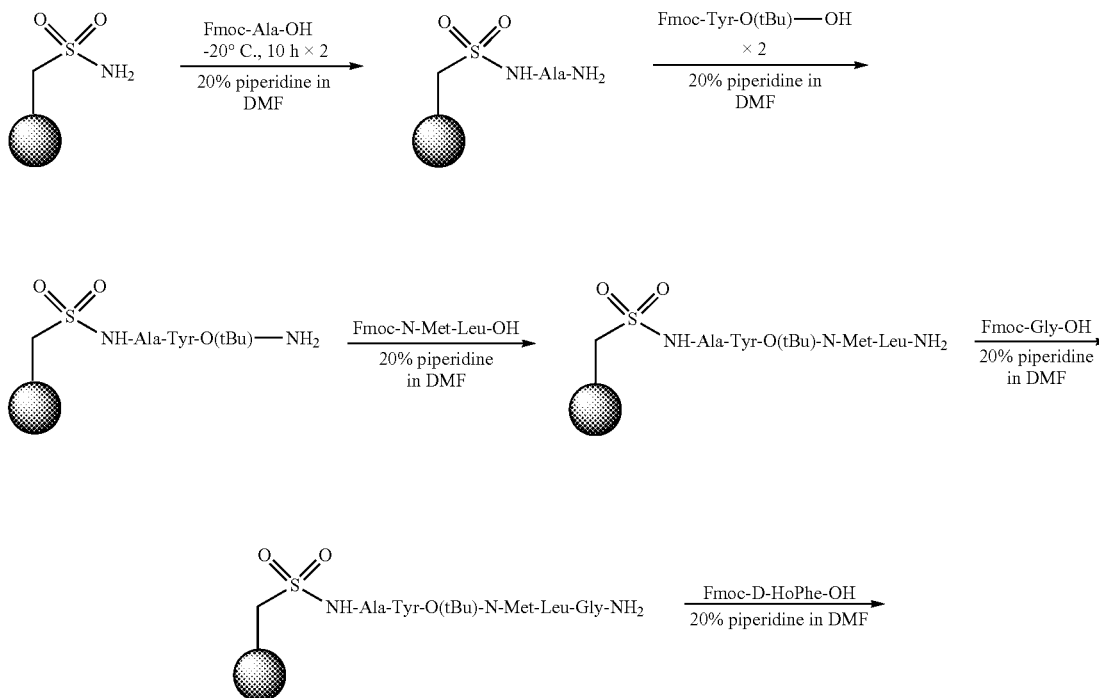 O O
S
NH2
Fmoc-Ala-OH
-20° C., 10 h × 2
20% piperidine in
DMF
O O
S
NH-Ala-NH2
Fmoc-Tyr-O(tBu)—OH
× 2
20% piperidine in
DMF
O O
S
NH-Ala-Tyr-O(tBu)—NH2
Fmoc-N-Met-Leu-OH
20% piperidine
in DMF
O O
S
NH-Ala-Tyr-O(tBu)-N-Met-Leu-NH2
Fmoc-Gly-OH
20% piperidine
in DMF
O O
S
NH-Ala-Tyr-O(tBu)-N-Met-Leu-Gly-NH2
Fmoc-D-HoPhe-OH
20% piperidine in DMF